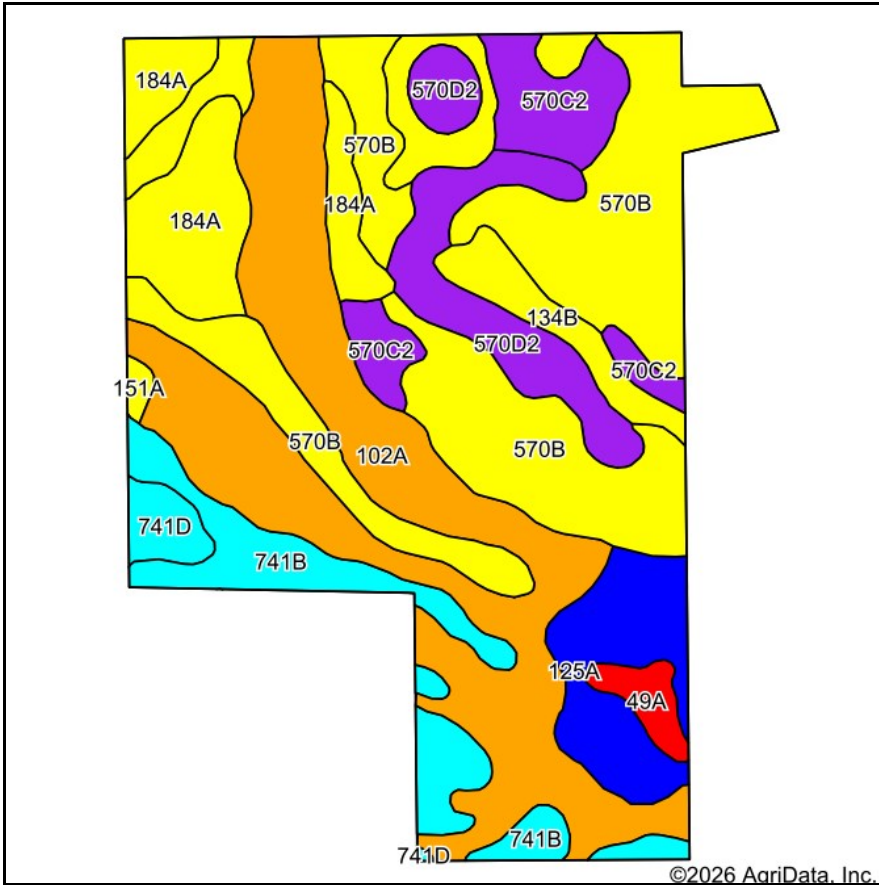 184A
570D2
570C2
570B
184A
570B
184A
134B
570D2
570C2
570C2
151A
570B
102A
570B
741D
741B
125A
49A
741B
741D
©2026 AgriData, Inc.